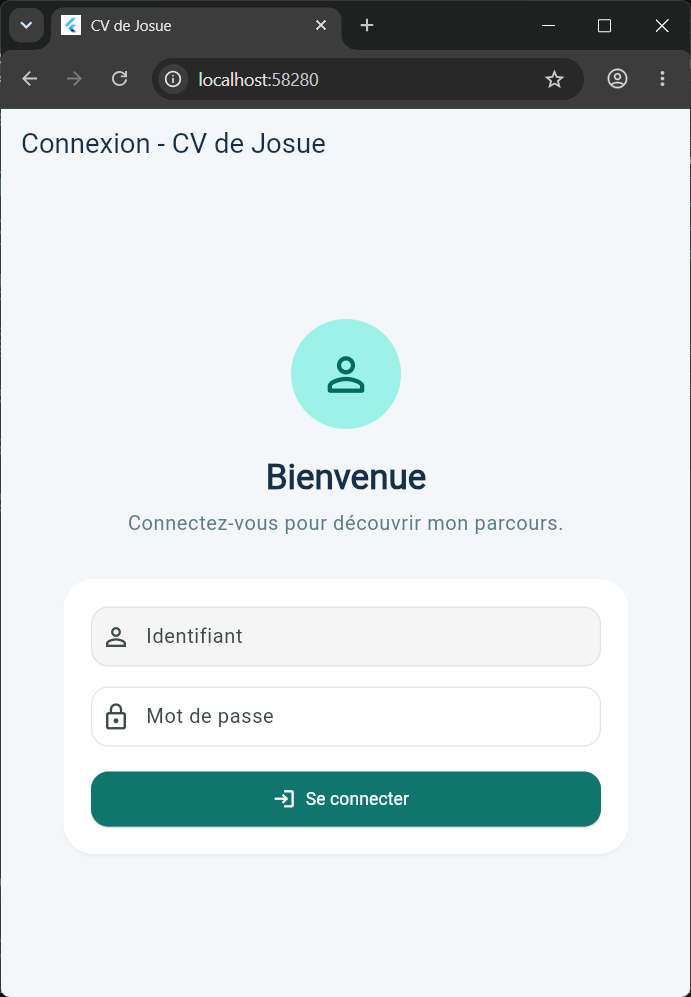 CV de Josue
localhost:58280
Connexion - CV de Josue
Bienvenue
Connectez-vous pour découvrir mon parcours.
Identifiant
Mot de passe
Se connecter